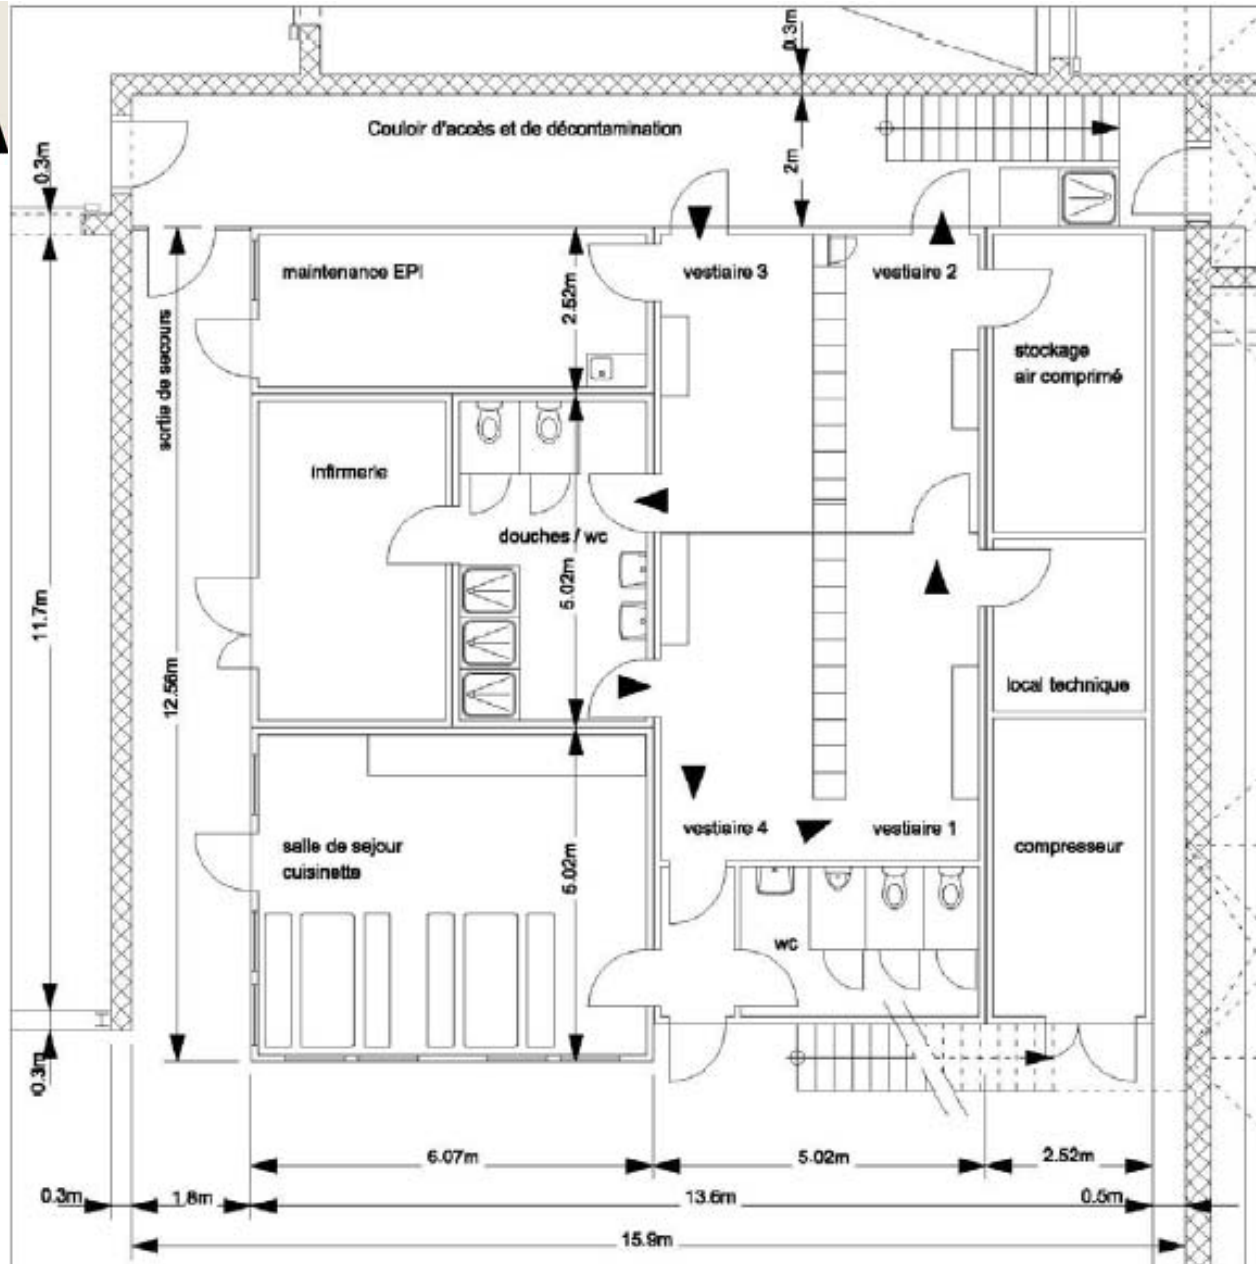 0.3m
Couloir d'accès et de décontamination
2m
0.3m
maintenance EPI
vestiaire 3
vestiaire 2
2.52m
sortie de secours
stockage
air comprimé
infirmerie
douches / wc
5.02m
11.7m
12.56m
local technique
vestiaire 4
vestiaire 1
salle de sejour
cuisinette
5.02m
compresseur
wc
0.3m
6.07m
5.02m
2.52m
0.3m
1.8m
13.6m
0.5m
15.9m